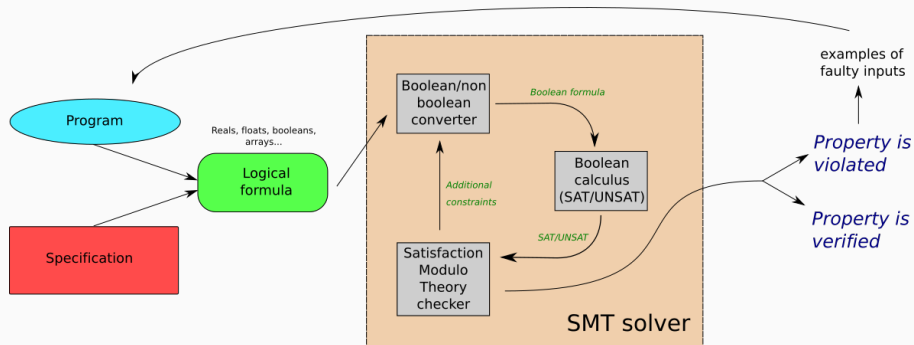 examples of
faulty inputs
Boolean/non
boolean
converter
Boolean formula
Program
Reals, floats, booleans,
arrays...
Property is
violated
Logical
formula
Boolean
calculus
(SAT/UNSAT)
Additional
constraints
Property is
verified
SAT/UNSAT
Specification
Satisfaction
Modulo
Theory
checker
SMT solver